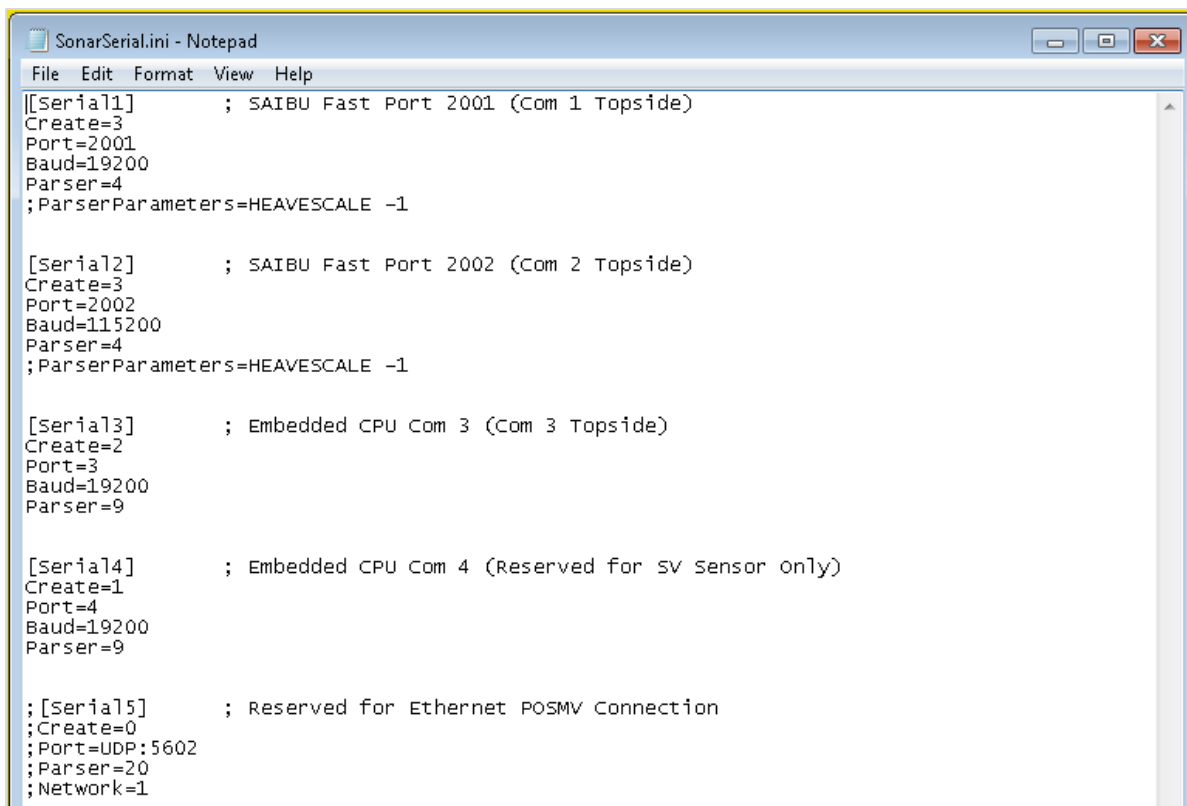 SonarSerial.ini - Notepad
File Edit Format View Help
[Serial1] ; SAIBU Fast Port 2001 (Com 1 Topside)
Create=3
Port=2001
Baud=19200
Parser=4
;ParserParameters=HEAVESCALE -1
[Serial2] ; SAIBU Fast Port 2002 (Com 2 Topside)
Create=3
Port=2002
Baud=115200
Parser=4
;ParserParameters=HEAVESCALE -1
[Serial3] ; Embedded CPU Com 3 (Com 3 Topside)
Create=2
Port=3
Baud=19200
Parser=9
[Serial4] ; Embedded CPU Com 4 (Reserved for SV Sensor Only)
Create=1
Port=4
Baud=19200
Parser=9
;[Serial5] ; Reserved for Ethernet POSMV Connection
;Create=0
;Port=UDP:5602
;Parser=20
;Network=1